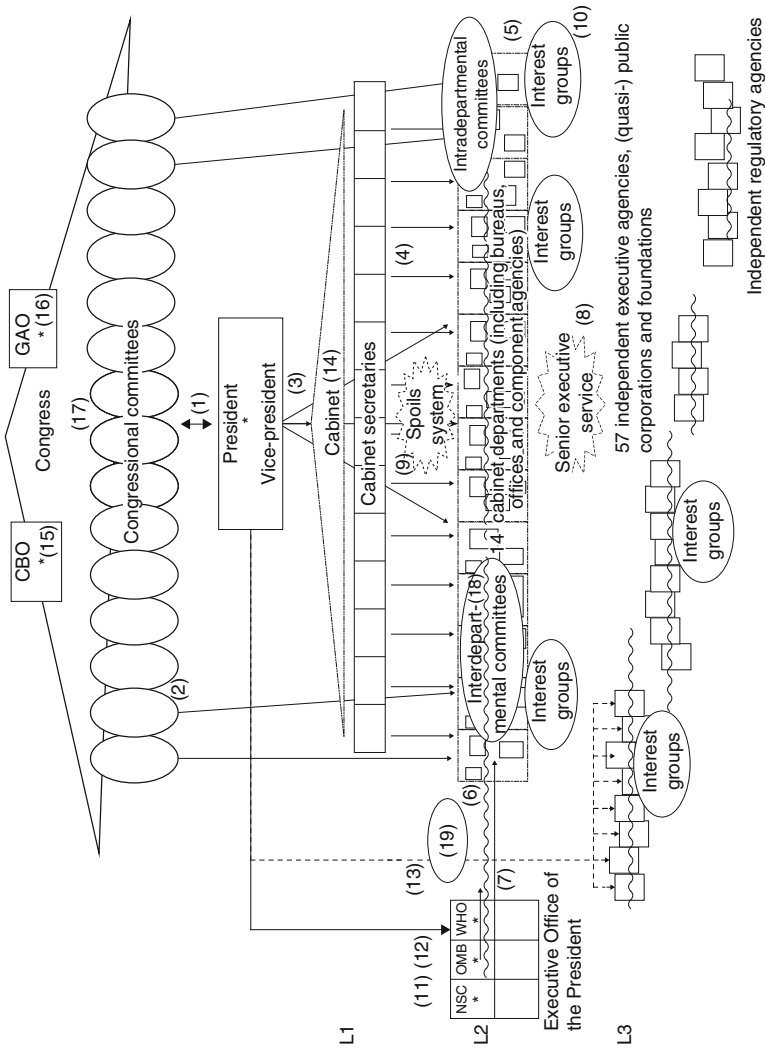 Congress
CBO
*(15)
GAO
*(16)
(17)
Congressional committees
(2)
(1)
President
*
Vice-president
(3)
Cabinet (14)
L1
Cabinet secretaries
(4)
(9) Spoils
system
(13)
(19)
(11) (12)
NSC
*
OMB
*
WHO
*
Executive Office of
the President
L2
(6)
(7)
Interdepart-(18)
mental committees
14
cabinet departments (including bureaus,
offices and component agencies)
Intradepartmental
committees
(5)
Interest
groups
Interest
groups
Interest
groups
(10)
Senior executive
service
(8)
L3
57 independent executive agencies, (quasi-) public
corporations and foundations
Interest
groups
Interest
groups
Independent regulatory agencies